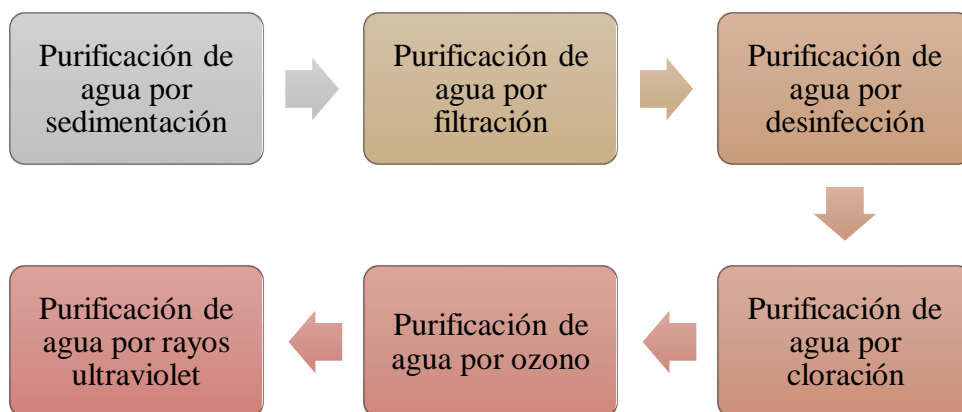 Purificación de
agua por
sedimentación
Purificación de
agua por
filtración
Purificación de
agua por
desinfección
Purificación de
agua por
cloración
Purificación de
agua por ozono
Purificación de
agua por rayos
ultraviolet